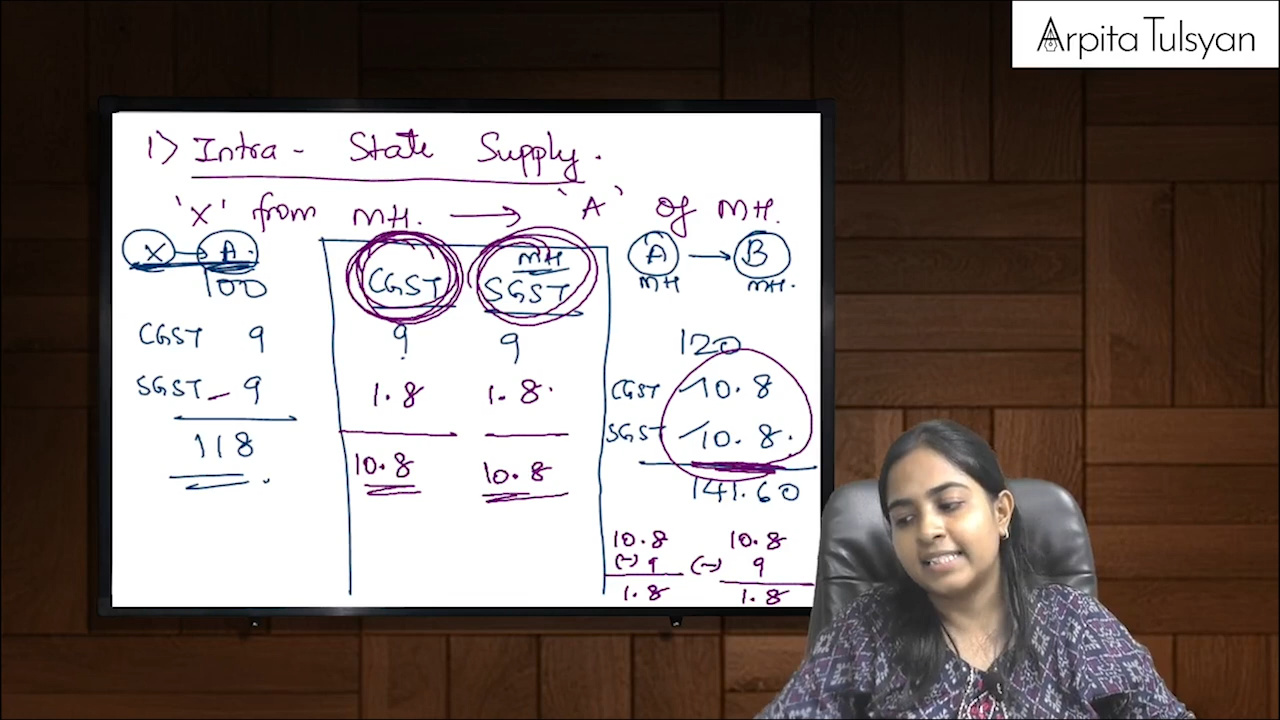 Arpita Tulsyan
1) Intra - State Supply.
'X' from MH. → 'A' of MH.
X → A.
100
CGST 9
SGST - 9
118
MH
CGST SGST
9 9
1.8 1.8.
10.8 10.8
A → B
MH MH.
120
CGST 10.8
SGST 10.8.
141.60
10.8 10.8
(-) 9 (-) 9
1.8 1.8